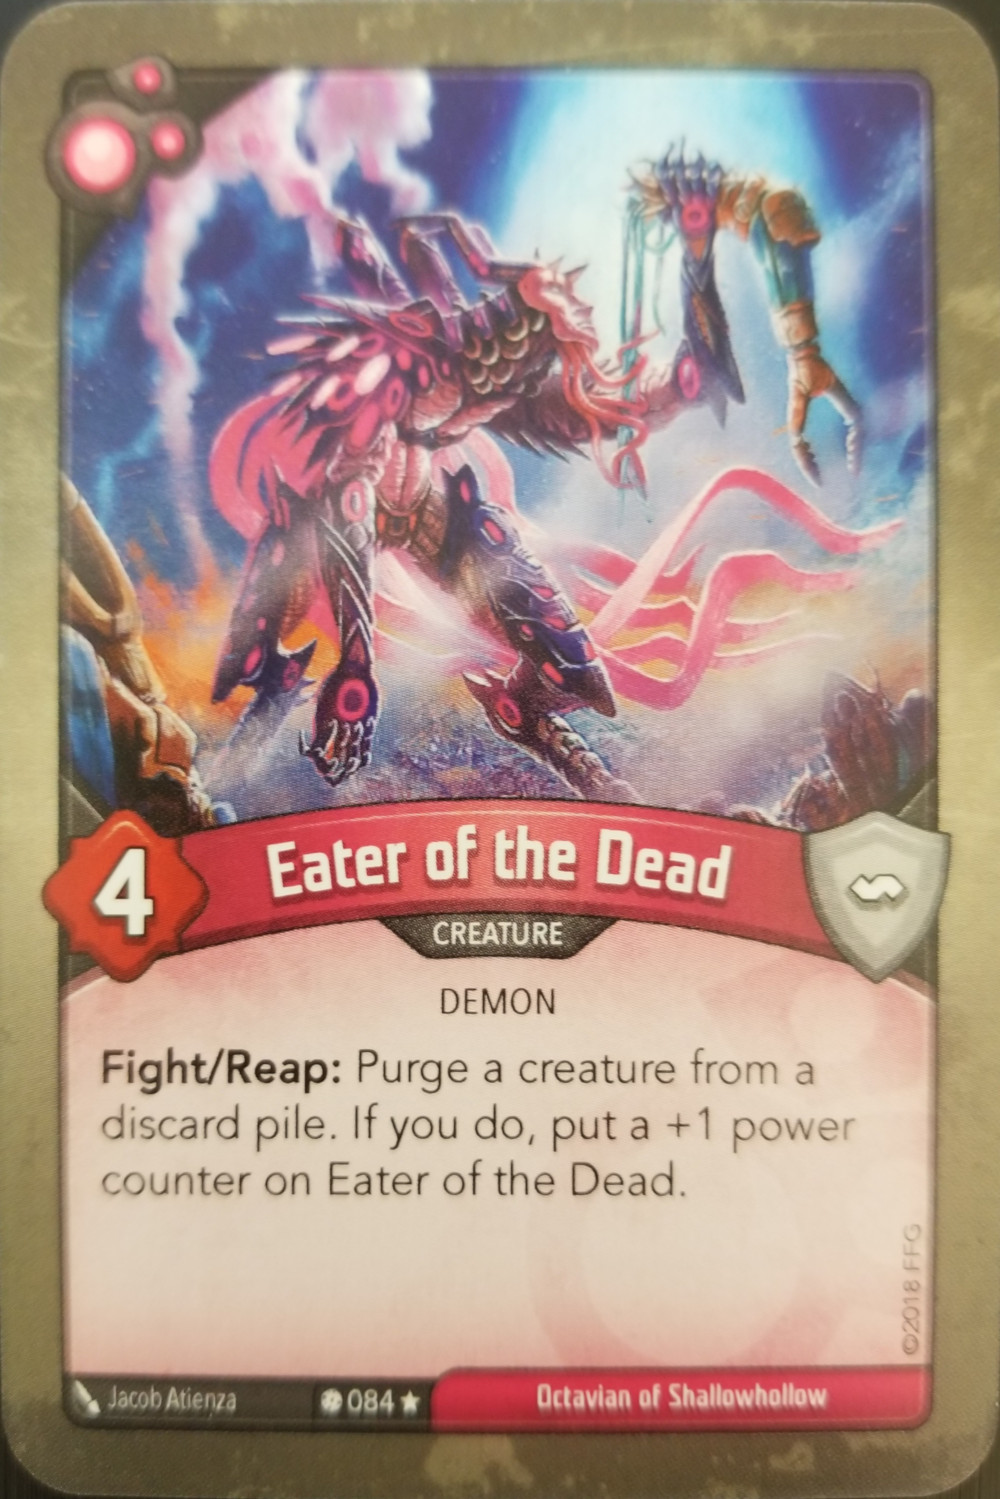 4
Eater of the Dead
CREATURE
DEMON
Fight/Reap: Purge a creature from a
discard pile. If you do, put a +1 power
counter on Eater of the Dead.
©2018 FFG
Jacob Atienza
084
Octavian of Shallowhollow